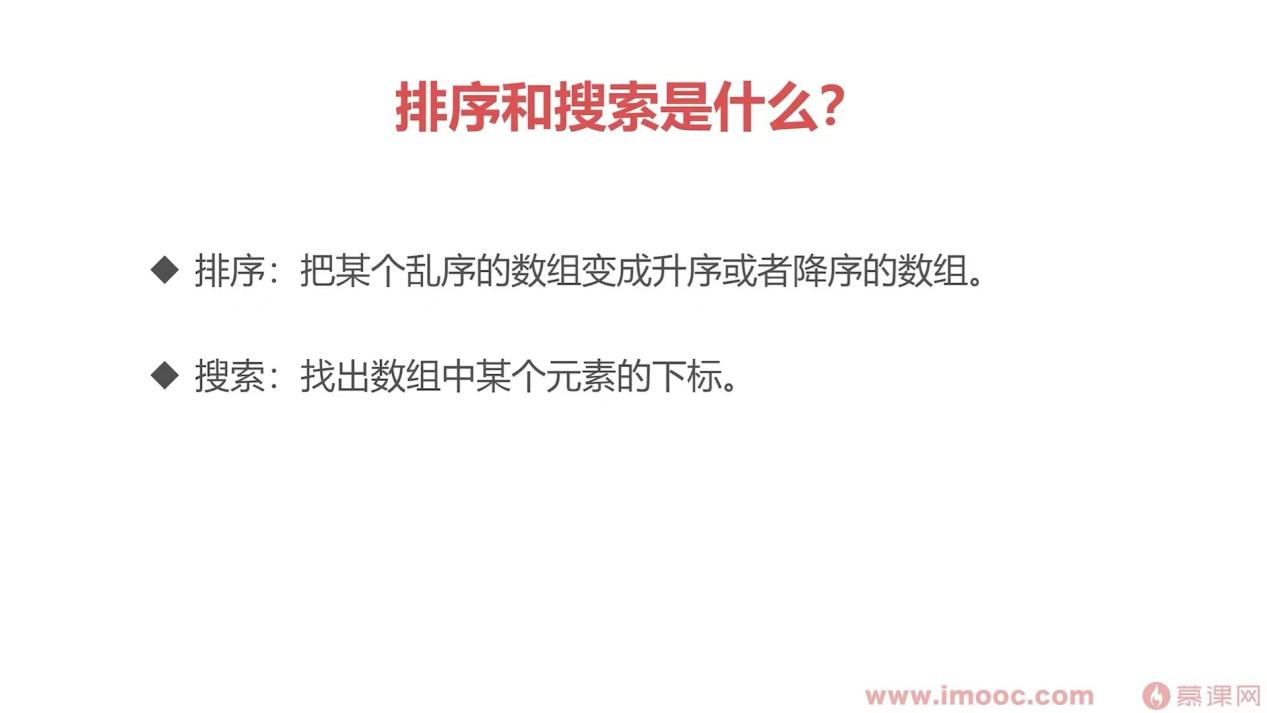 排序和搜索是什么？
◆ 排序：把某个乱序的数组变成升序或者降序的数组。
◆ 搜索：找出数组中某个元素的下标。
www.imooc.com 慕课网